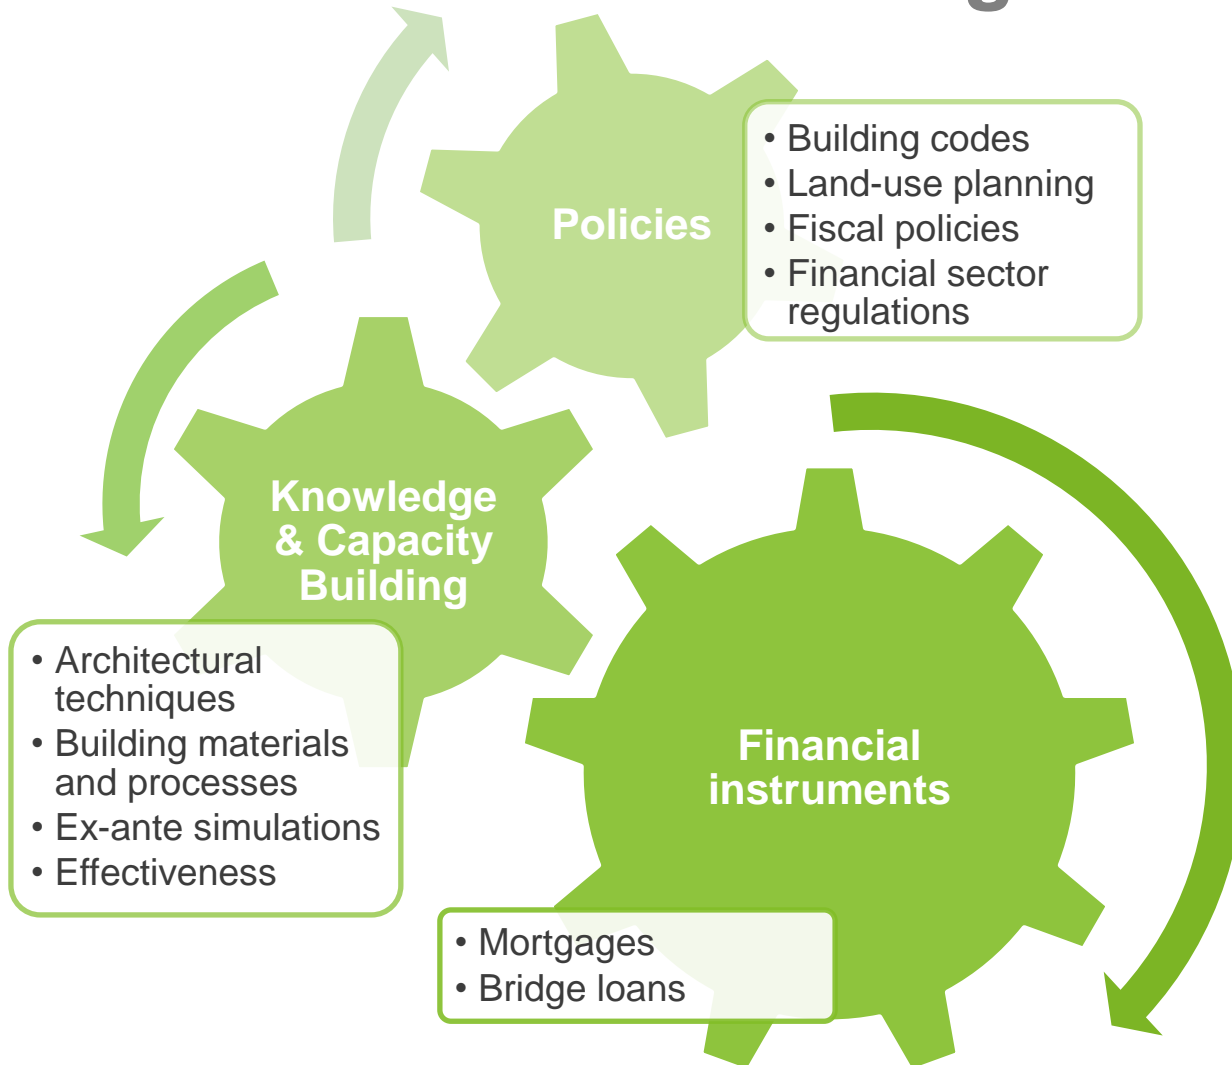 • Building codes
• Land-use planning
• Fiscal policies
• Financial sector
regulations
Policies
Knowledge
& Capacity
Building
• Architectural
techniques
• Building materials
and processes
• Ex-ante simulations
• Effectiveness
Financial
instruments
• Mortgages
• Bridge loans